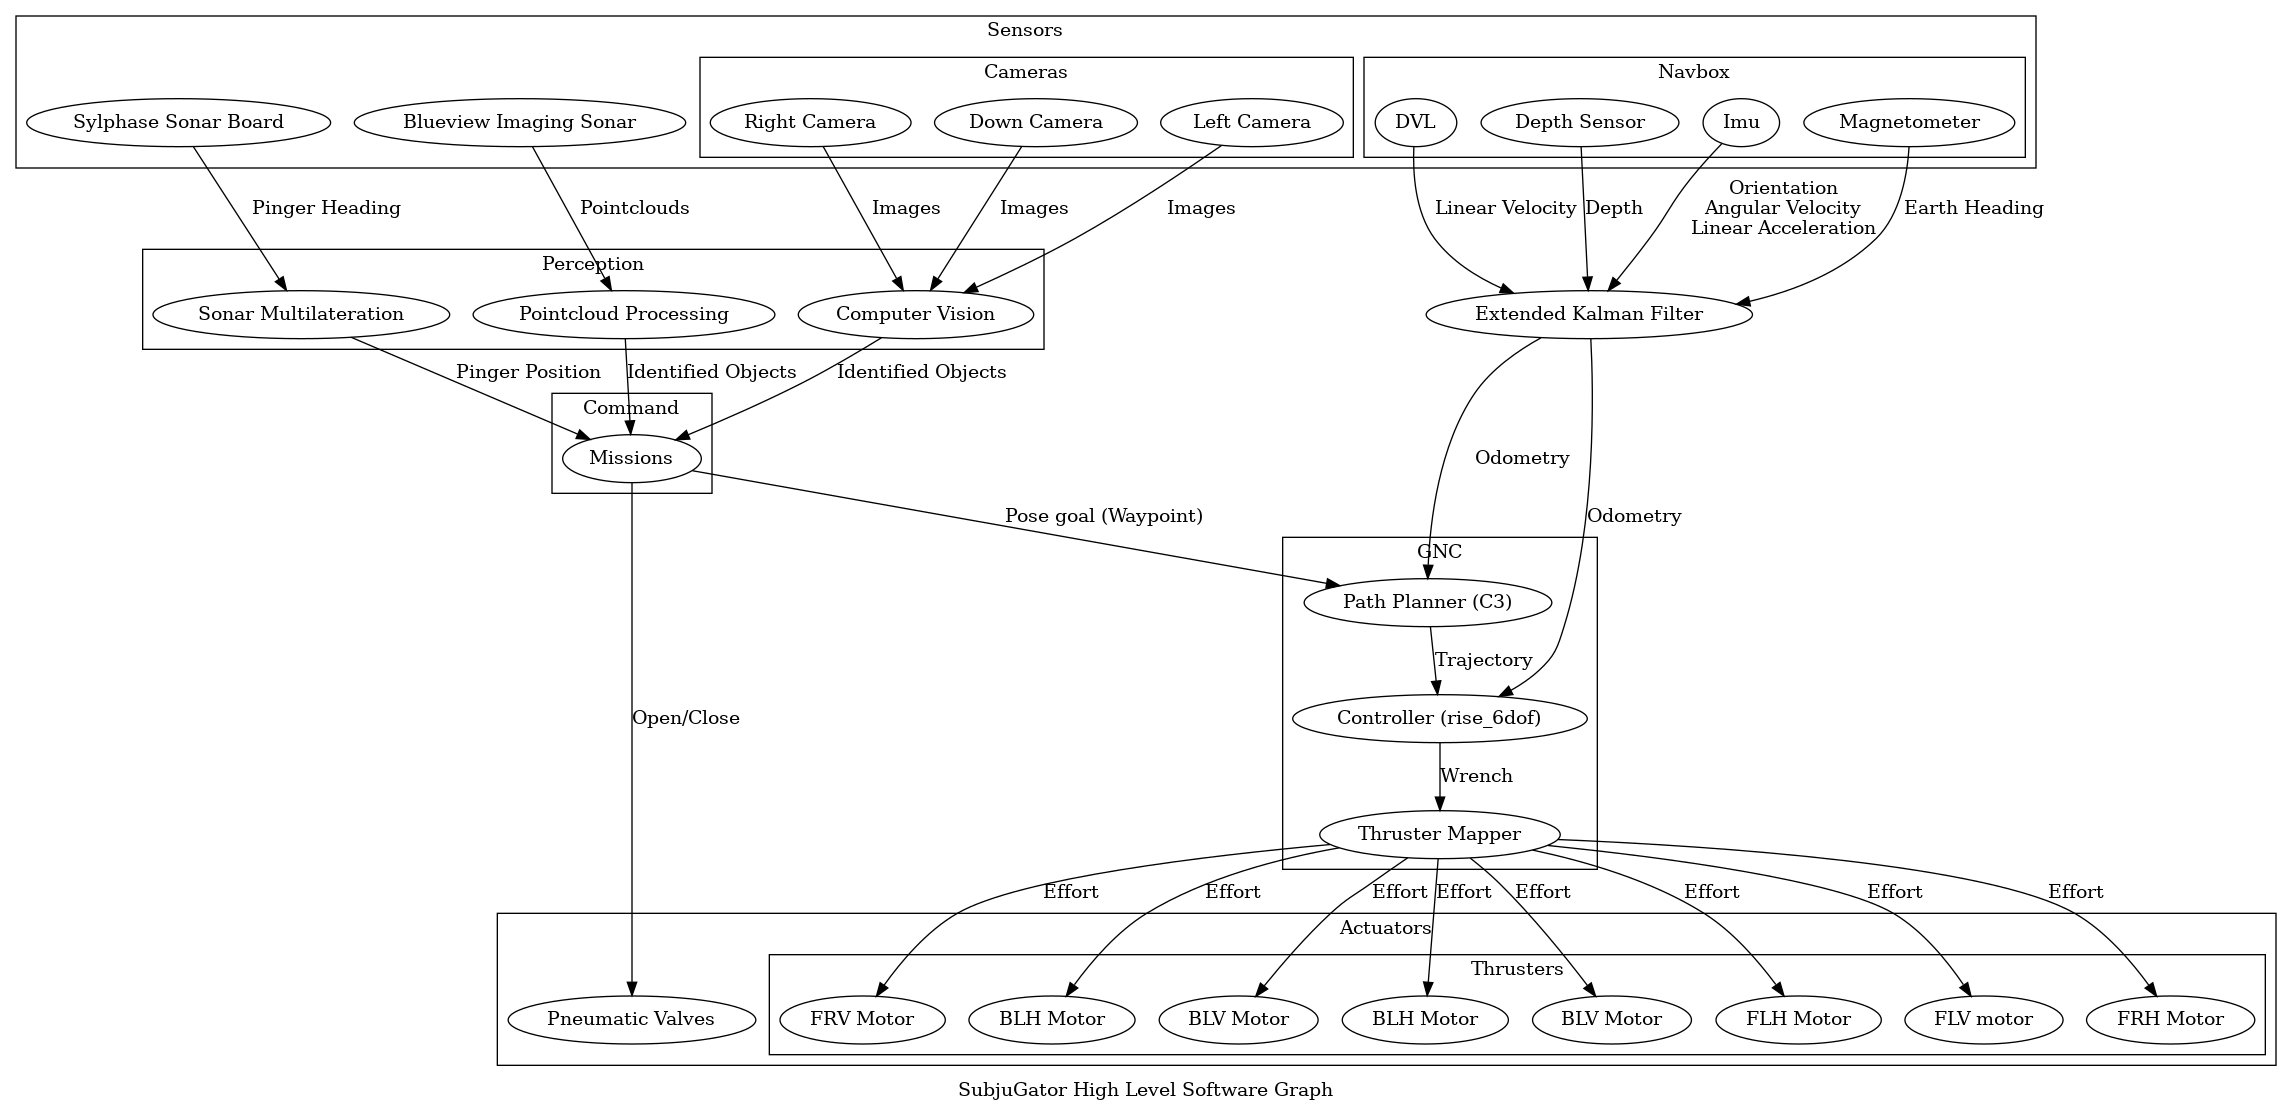 Sensors
Cameras
Navbox
Sylphase Sonar Board
Blueview Imaging Sonar
Right Camera
Down Camera
Left Camera
DVL
Depth Sensor
Imu
Magnetometer
Pinger Heading
Pointclouds
Images
Images
Images
Linear Velocity
Depth
Orientation
Angular Velocity
Linear Acceleration
Earth Heading
Perception
Sonar Multilateration
Pointcloud Processing
Computer Vision
Extended Kalman Filter
Pinger Position
Identified Objects
Identified Objects
Command
Missions
Odometry
Pose goal (Waypoint)
Odometry
GNC
Path Planner (C3)
Trajectory
Controller (rise_6dof)
Open/Close
Wrench
Thruster Mapper
Effort
Effort
Effort
Effort
Effort
Effort
Effort
Effort
Actuators
Thrusters
Pneumatic Valves
FRV Motor
BLH Motor
BLV Motor
BLH Motor
BLV Motor
FLH Motor
FLV motor
FRH Motor
SubjuGator High Level Software Graph